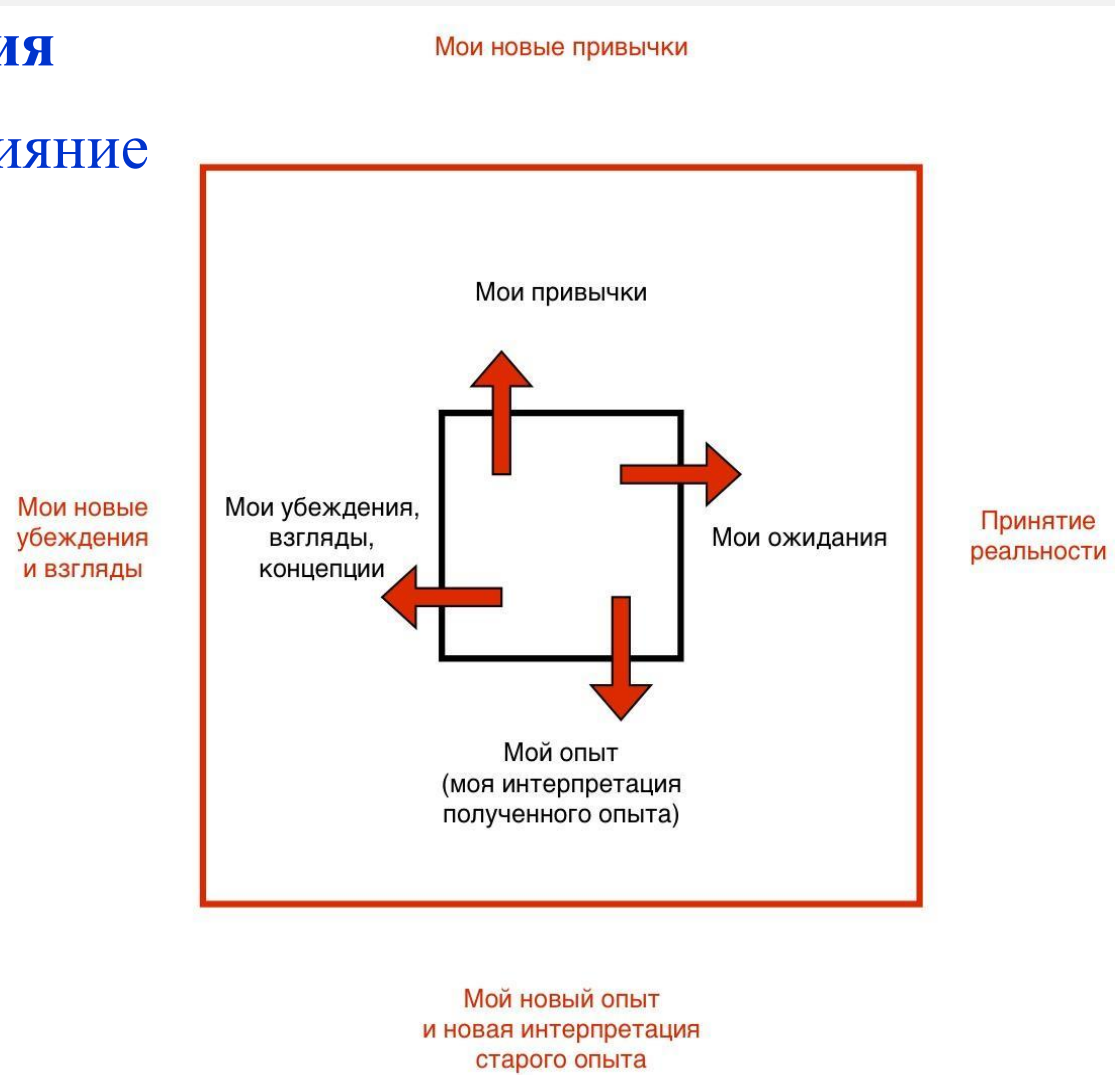 ия
Мои новые привычки
ияние
Мои привычки
Мои новые
убеждения
и взгляды
Мои убеждения,
взгляды,
концепции
Мои ожидания
Принятие
реальности
Мой опыт
(моя интерпретация
полученного опыта)
Мой новый опыт
и новая интерпретация
старого опыта